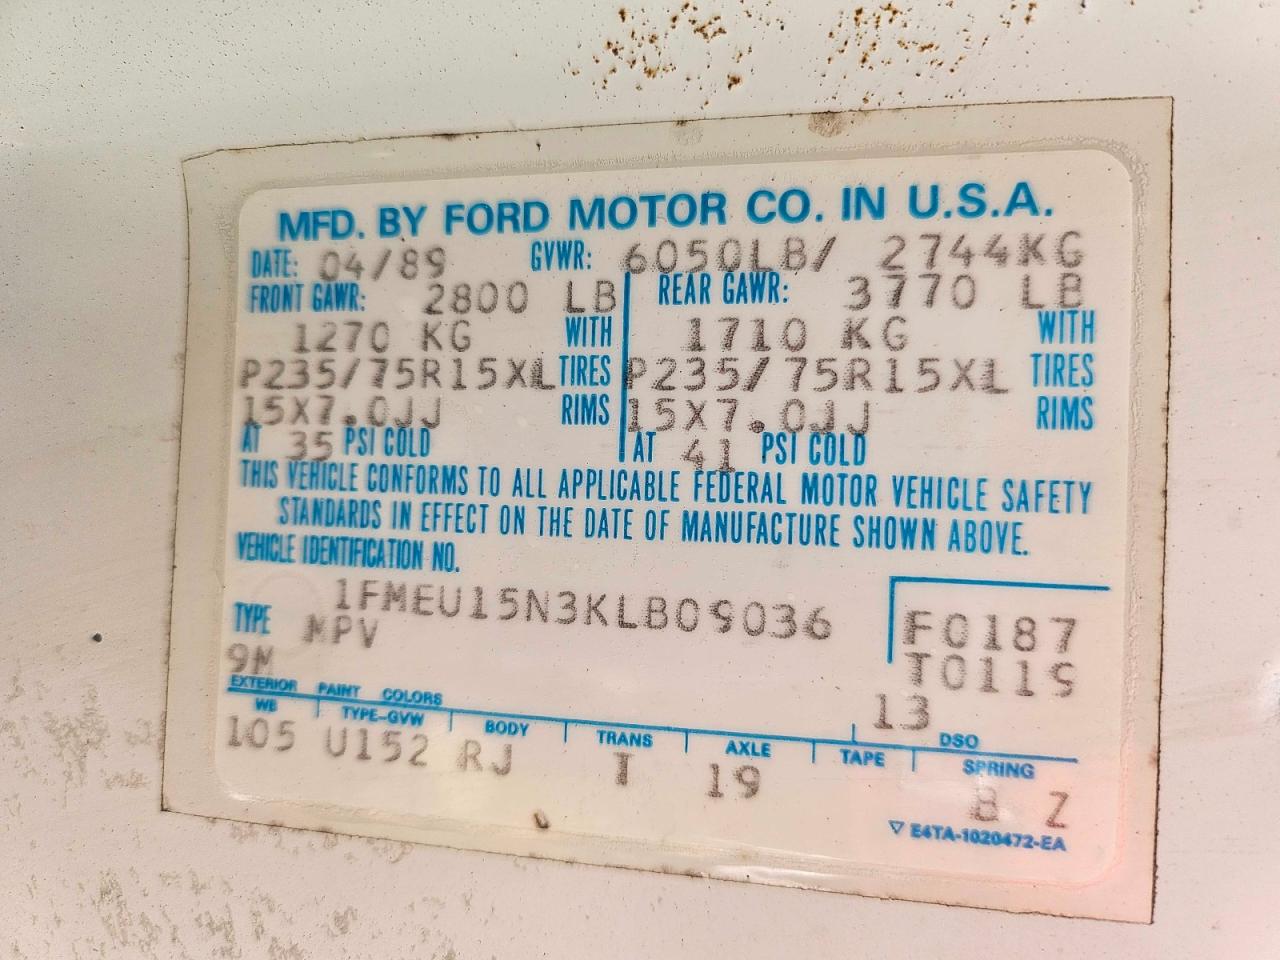 MFD. BY FORD MOTOR CO. IN U.S.A.
DATE: 04/89 GVWR: 6050LB/ 2744KG
FRONT GAWR: 2800 LB REAR GAWR: 3770 LB
1270 KG WITH 1710 KG WITH
P235/75R15XL TIRES P235/75R15XL TIRES
15X7.0JJ RIMS 15X7.0JJ RIMS
AT 35 PSI COLD AT 41 PSI COLD
THIS VEHICLE CONFORMS TO ALL APPLICABLE FEDERAL MOTOR VEHICLE SAFETY
STANDARDS IN EFFECT ON THE DATE OF MANUFACTURE SHOWN ABOVE.
VEHICLE IDENTIFICATION NO.
1FMEU15N3KLB09036 F0187
TYPE MPV T0119
9M
EXTERIOR PAINT COLORS 13 DSO
WB TYPE-GVW BODY TRANS AXLE TAPE SPRING
105 U152 RJ T 19 B Z
▽ E4TA-1020472-EA